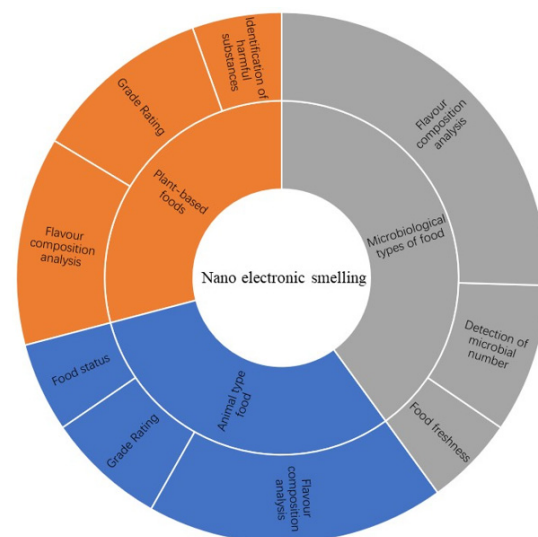 Nano electronic smelling
Microbiological
types of food
Flavour
composition
analysis
Detection of
microbial
number
Food freshness
Animal type
food
Flavour
composition
analysis
Grade Rating
Food status
Plant-based
foods
Flavour
composition
analysis
Grade Rating
Identification of
harmful
substances